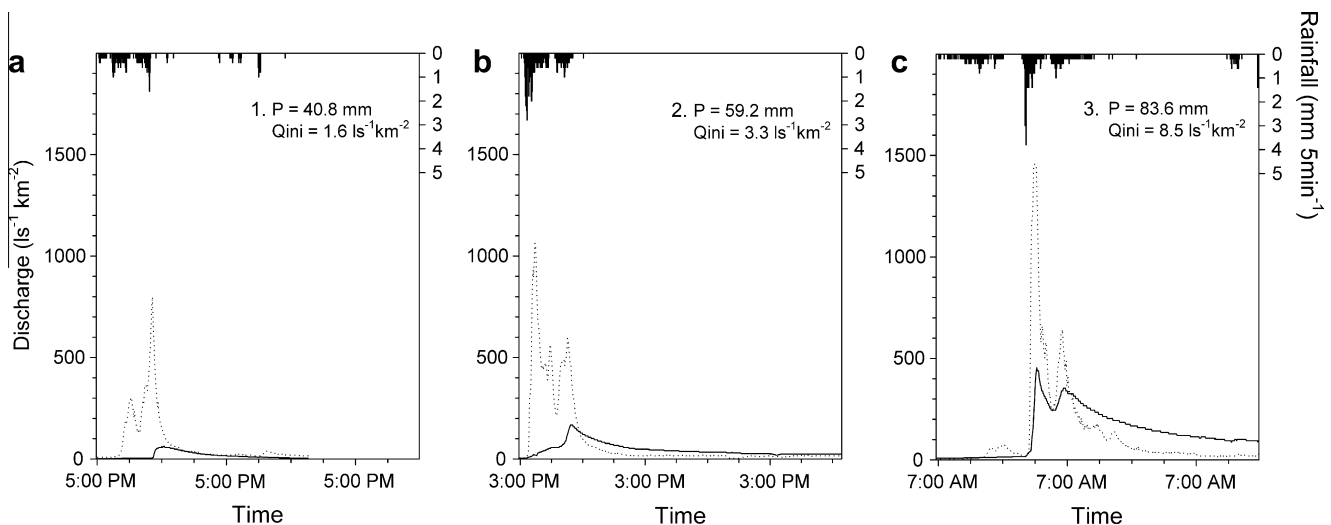 a
0
1
2
3
4
5
1. P = 40.8 mm
Qini = 1.6 ls⁻¹km⁻²
1500
1000
500
0
Discharge (ls⁻¹ km⁻²)
5:00 PM
5:00 PM
5:00 PM
Time
b
0
1
2
3
4
5
2. P = 59.2 mm
Qini = 3.3 ls⁻¹km⁻²
1500
1000
500
0
3:00 PM
3:00 PM
3:00 PM
Time
c
0
1
2
3
4
5
3. P = 83.6 mm
Qini = 8.5 ls⁻¹km⁻²
1500
1000
500
0
7:00 AM
7:00 AM
7:00 AM
Time
Rainfall (mm 5min⁻¹)